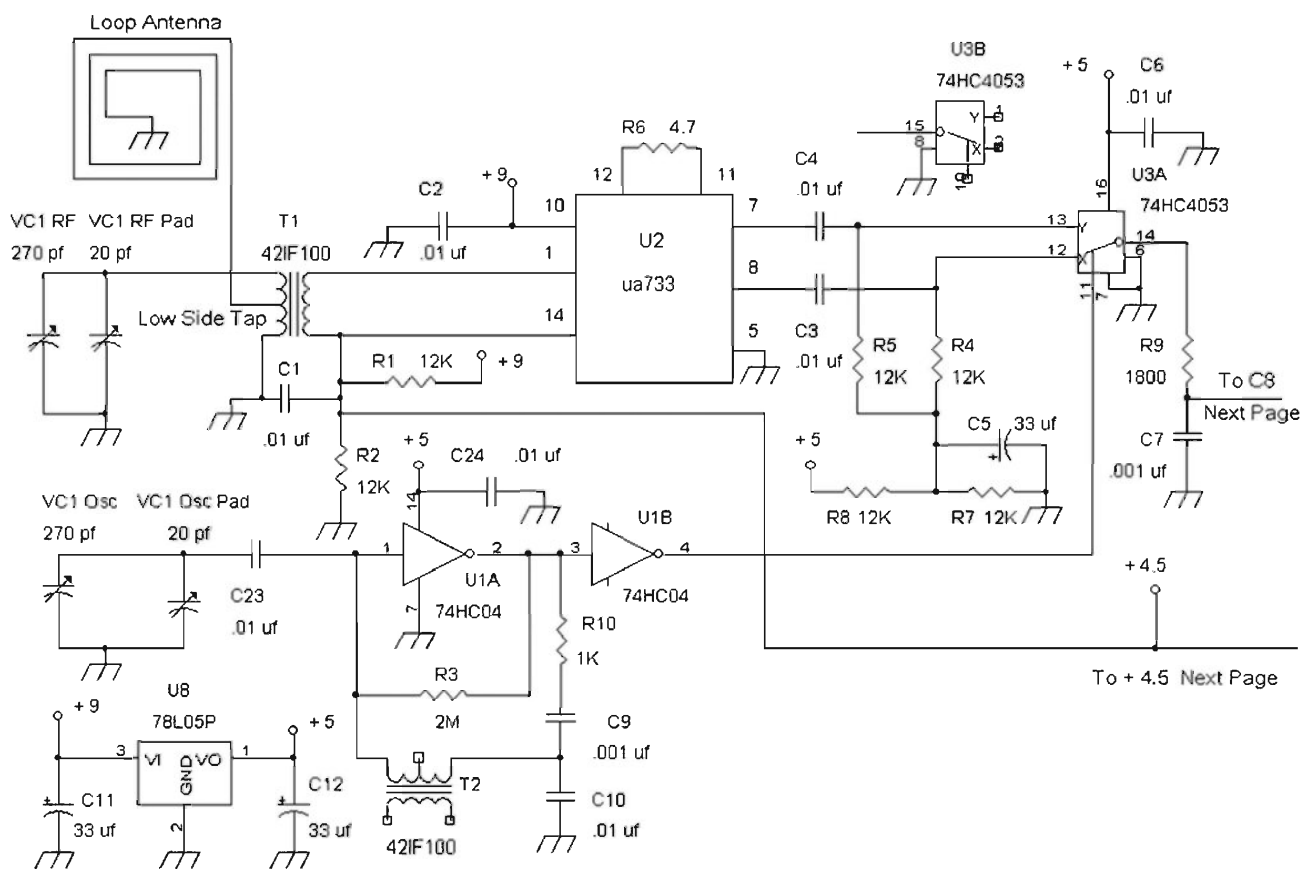 Loop Antenna
U3B
74HC4053
+ 5
C6
.01 uf
Y
1
15
8
X
2
10
R6 4.7
12
11
C4
.01 uf
16
U3A
74HC4053
VC1 RF
270 pf
VC1 RF Pad
20 pf
T1
42IF100
Low Side Tap
C2
.01 uf
+ 9
10
1
14
U2
ua733
7
8
5
13
Y
12
X
14
6
11
7
C3
.01 uf
R1 12K
+ 9
C1
.01 uf
R5
12K
R4
12K
R9
1800
To C8
Next Page
C7
.001 uf
C5 33 uf
+
+ 5
R8 12K
R7 12K
R2
12K
+ 5
C24
.01 uf
14
VC1 Osc
270 pf
VC1 Osc Pad
20 pf
C23
.01 uf
1
2
7
U1A
74HC04
3
U1B
4
74HC04
R10
1K
+ 4.5
To + 4.5 Next Page
R3
2M
C9
.001 uf
T2
42IF100
C10
.01 uf
U8
78L05P
+ 9
+ 5
3
VI
GND
VO
1
2
+
C11
33 uf
+
C12
33 uf